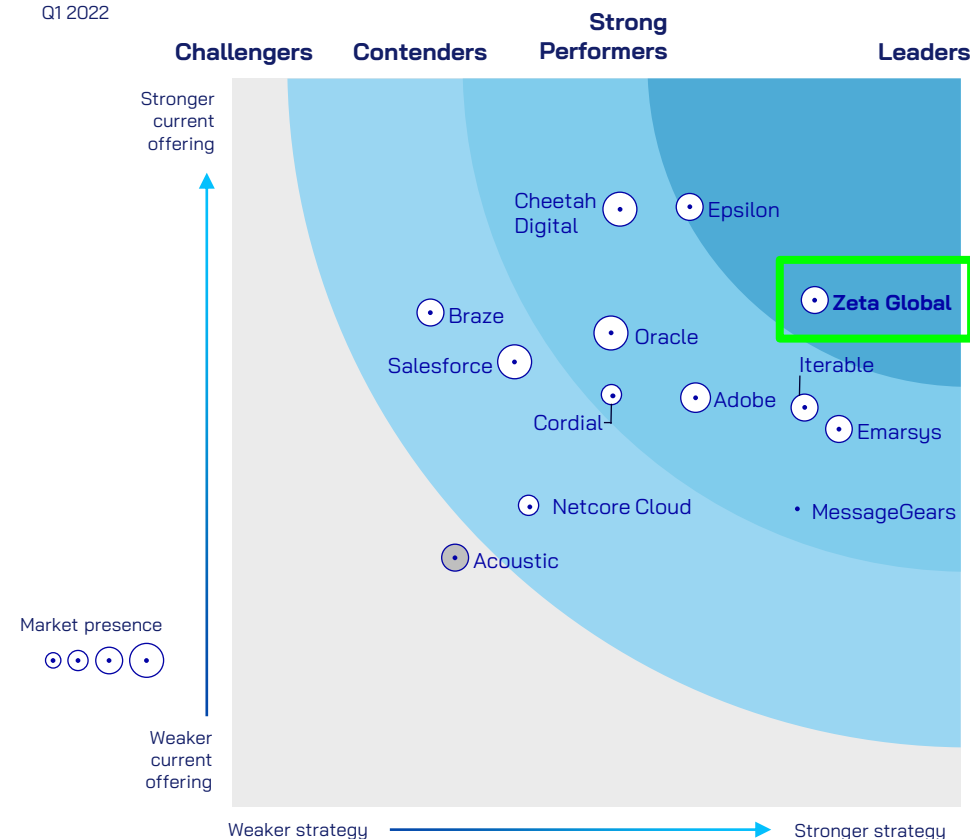 Q1 2022
Challengers
Contenders
Strong
Performers
Leaders
Stronger
current
offering
Cheetah
Digital
Epsilon
Zeta Global
Braze
Oracle
Salesforce
Iterable
Adobe
Cordial
Emarsys
Netcore Cloud
MessageGears
Acoustic
Market presence
Weaker
current
offering
Weaker strategy
Stronger strategy